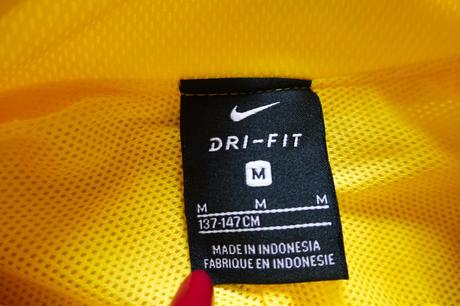 DRI-FIT
M
M M M
137-147CM
MADE IN INDONESIA
FABRIQUE EN INDONESIE